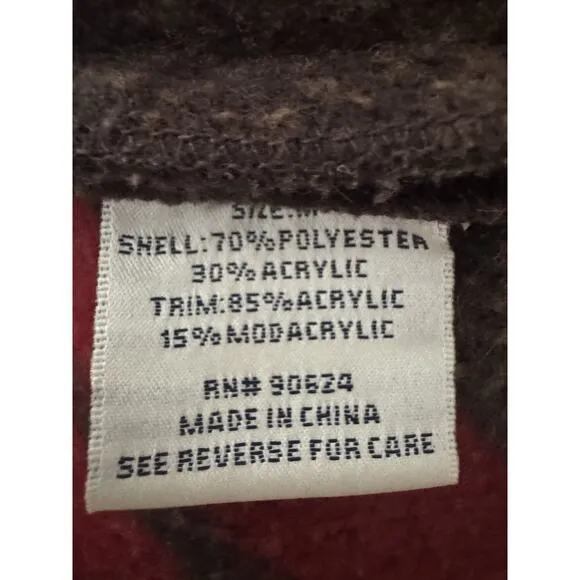 SIZE:M
SHELL:70%POLYESTER
30%ACRYLIC
TRIM:85%ACRYLIC
15%MODACRYLIC
RN# 90624
MADE IN CHINA
SEE REVERSE FOR CARE